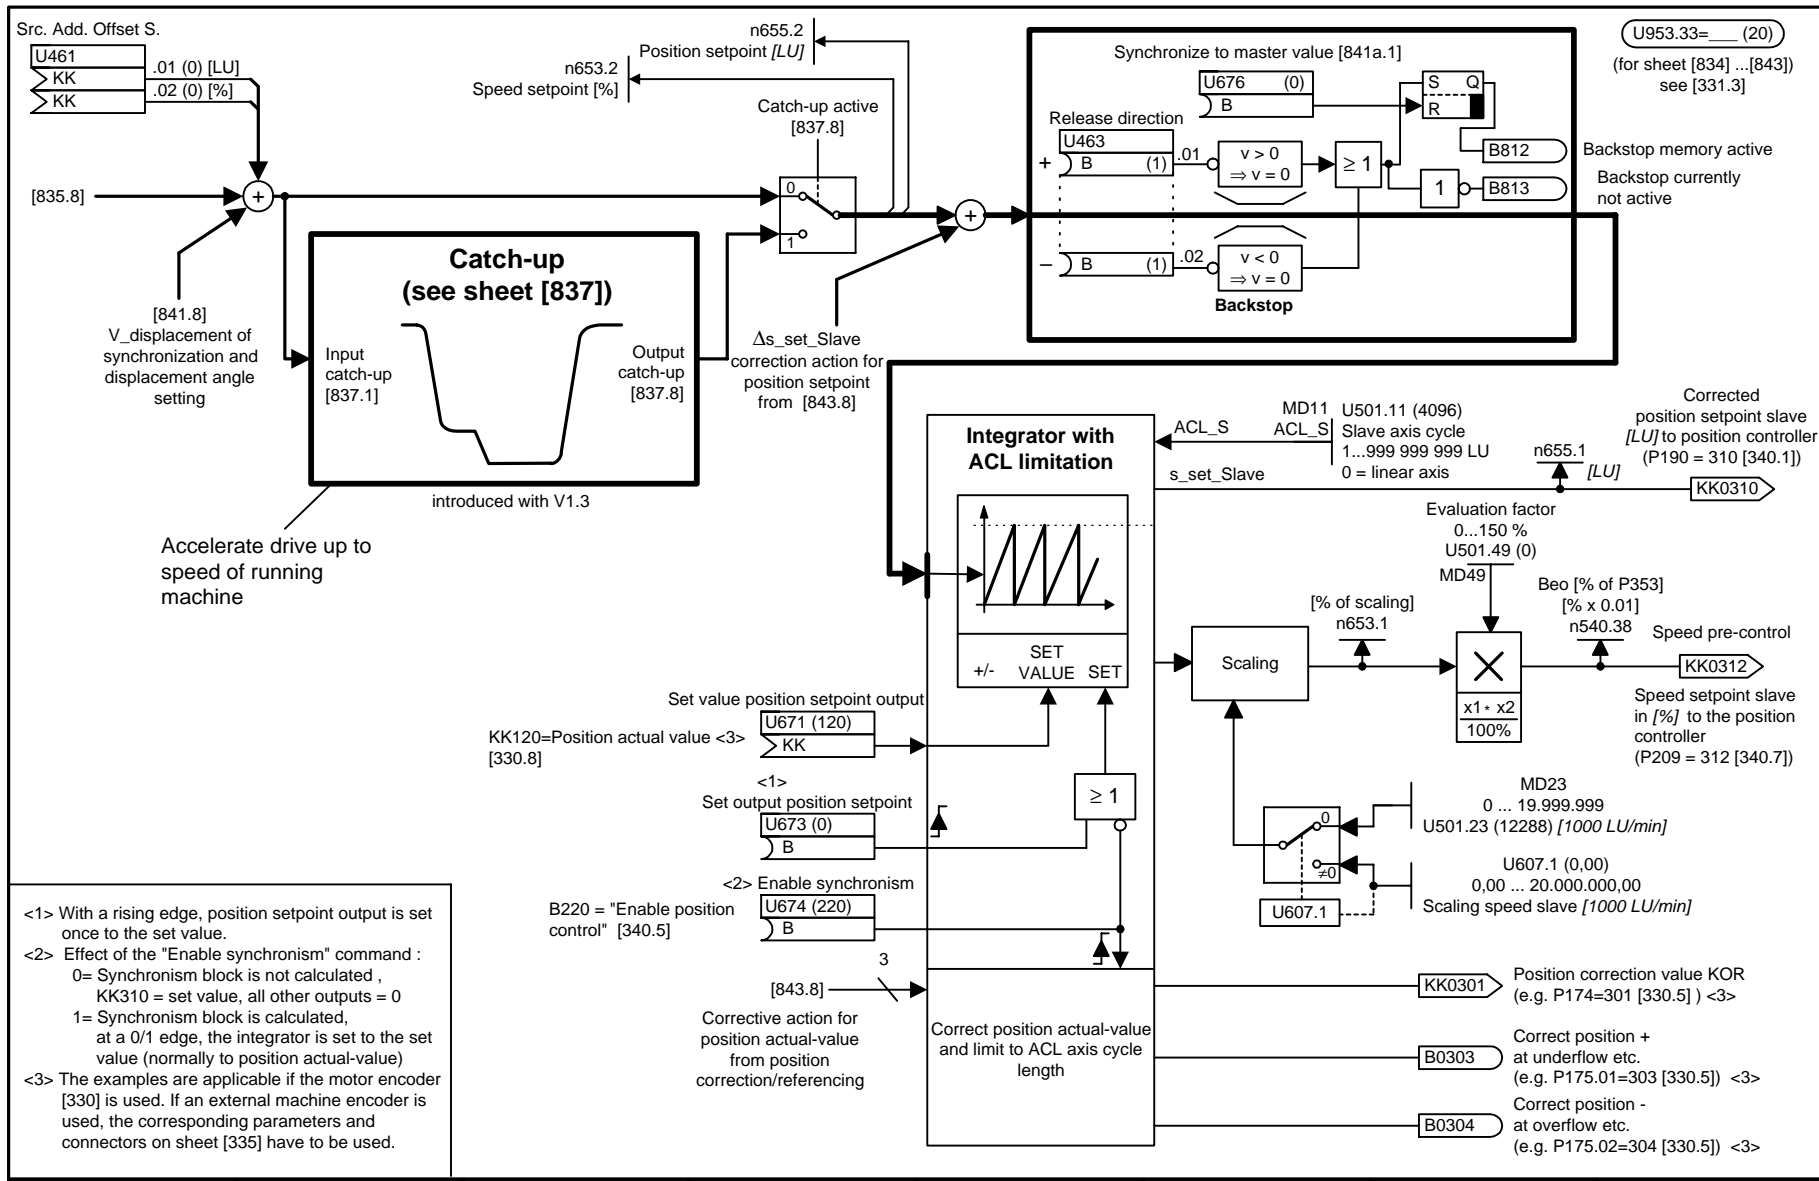 Src. Add. Offset S.
U461
KK
.01 (0) [LU]
KK
.02 (0) [%]
n655.2
Position setpoint [LU]
n653.2
Speed setpoint [%]
Catch-up active
[837.8]
[835.8]
+
0
1
+
[841.8]
V_displacement of
synchronization and
displacement angle
setting
Catch-up
(see sheet [837])
Input
catch-up
[837.1]
Output
catch-up
[837.8]
introduced with V1.3
Accelerate drive up to
speed of running
machine
Δs_set_Slave
correction action for
position setpoint
from [843.8]
Synchronize to master value [841a.1]
U676 (0)
B
S Q
R
Release direction
U463
+
B (1)
.01
v > 0
⇒ v = 0
≥ 1
1
B812
Backstop memory active
B813
Backstop currently
not active
–
B (1)
.02
v < 0
⇒ v = 0
Backstop
U953.33=___ (20)
(for sheet [834] ...[843])
see [331.3]
Integrator with
ACL limitation
ACL_S
MD11
ACL_S
U501.11 (4096)
Slave axis cycle
1...999 999 999 LU
0 = linear axis
s_set_Slave
n655.1
[LU]
Corrected
position setpoint slave
[LU] to position controller
(P190 = 310 [340.1])
KK0310
Evaluation factor
0...150 %
U501.49 (0)
MD49
[% of scaling]
n653.1
Beo [% of P353]
[% x 0.01]
n540.38
Speed pre-control
KK0312
Speed setpoint slave
in [%] to the position
controller
(P209 = 312 [340.7])
Scaling
x1 * x2
100%
+/-
SET
VALUE
SET
Set value position setpoint output
U671 (120)
KK
KK120=Position actual value <3>
[330.8]
<1>
Set output position setpoint
U673 (0)
B
≥ 1
<2> Enable synchronism
U674 (220)
B
B220 = "Enable position
control" [340.5]
MD23
0 ... 19.999.999
U501.23 (12288) [1000 LU/min]
0
≠0
U607.1
U607.1 (0,00)
0,00 ... 20.000.000,00
Scaling speed slave [1000 LU/min]
3
[843.8]
Corrective action for
position actual-value
from position
correction/referencing
Correct position actual-value
and limit to ACL axis cycle
length
KK0301
Position correction value KOR
(e.g. P174=301 [330.5] ) <3>
B0303
Correct position +
at underflow etc.
(e.g. P175.01=303 [330.5]) <3>
B0304
Correct position -
at overflow etc.
(e.g. P175.02=304 [330.5]) <3>
<1> With a rising edge, position setpoint output is set
once to the set value.
<2> Effect of the "Enable synchronism" command :
0= Synchronism block is not calculated ,
KK310 = set value, all other outputs = 0
1= Synchronism block is calculated,
at a 0/1 edge, the integrator is set to the set
value (normally to position actual-value)
<3> The examples are applicable if the motor encoder
[330] is used. If an external machine encoder is
used, the corresponding parameters and
connectors on sheet [335] have to be used.